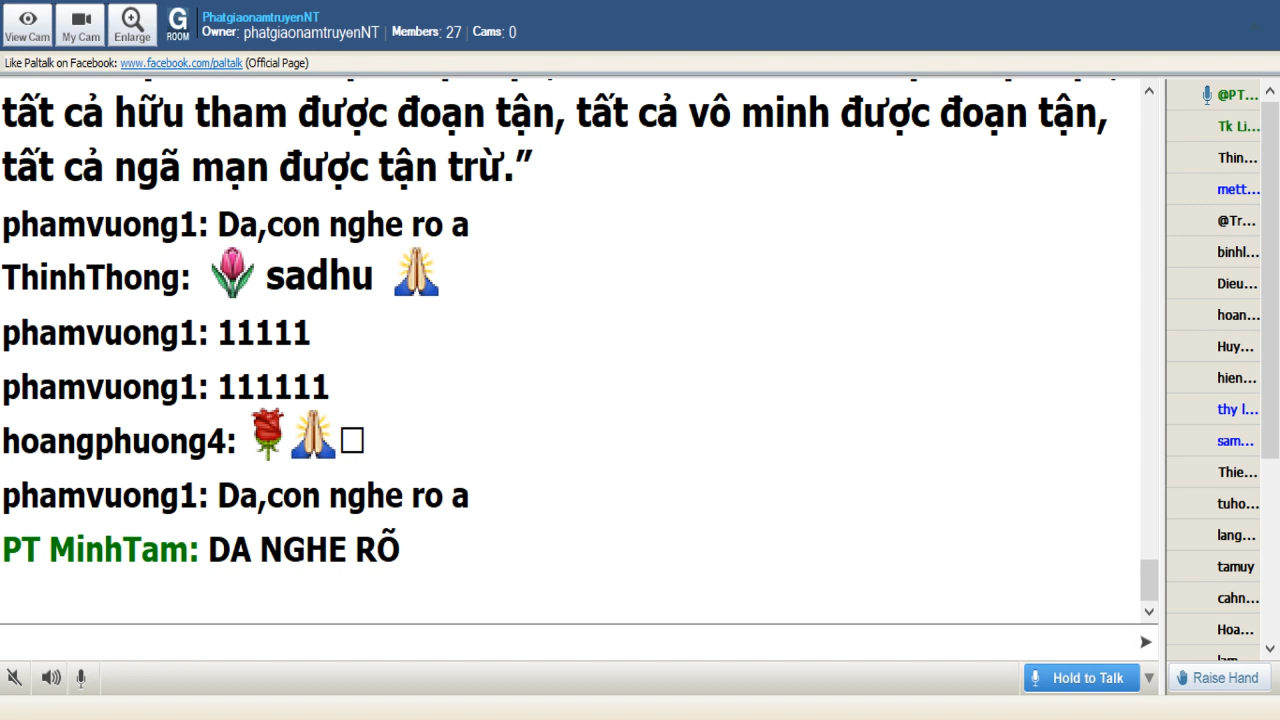 View Cam
My Cam
Enlarge
G
ROOM
PhatgiaonamtruyenNT
Owner: phatgiaonamtruyenNT | Members: 27 | Cams: 0
Like Paltalk on Facebook: www.facebook.com/paltalk (Official Page)
tất cả hữu tham được đoạn tận, tất cả vô minh được đoạn tận,
tất cả ngã mạn được tận trừ.”
phamvuong1: Da,con nghe ro a
ThinhThong: sadhu
phamvuong1: 11111
phamvuong1: 111111
hoangphuong4:
phamvuong1: Da,con nghe ro a
PT MinhTam: DA NGHE RÕ
@PT...
Tk Li...
Thin...
mett...
@Tr...
binhl...
Dieu...
hoan...
Huy...
hien...
thy l...
sam...
Thie...
tuho...
lang...
tamuy
cahn...
Hoa...
Hold to Talk
Raise Hand